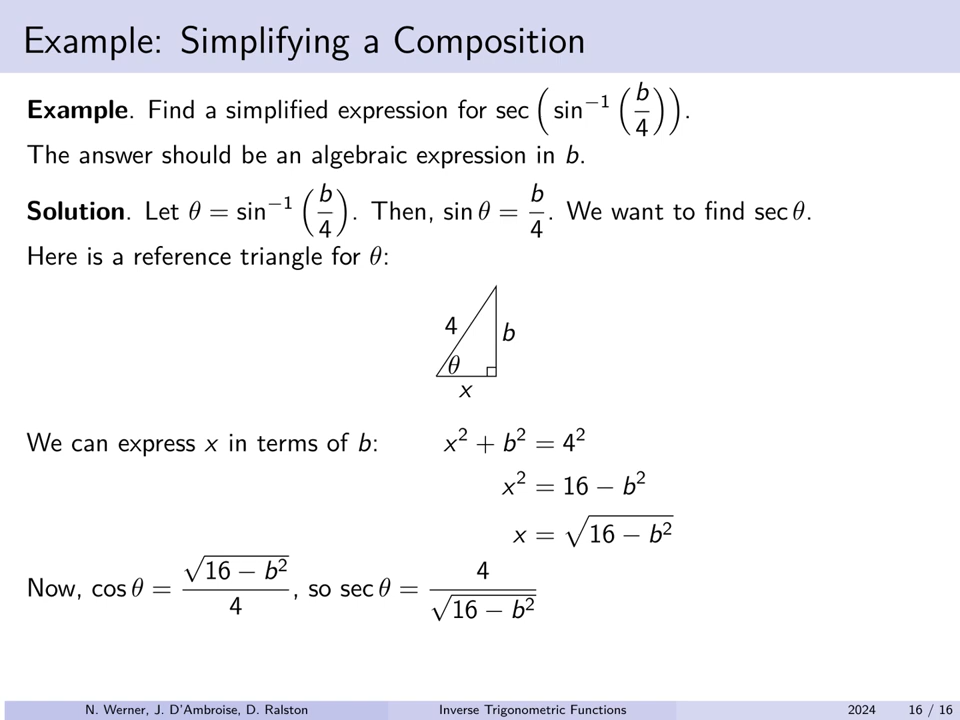 Example: Simplifying a Composition
Example. Find a simplified expression for sec(sin⁻¹(b/4)).
The answer should be an algebraic expression in b.
Solution. Let θ = sin⁻¹(b/4). Then, sin θ = b/4. We want to find sec θ.
Here is a reference triangle for θ:
4
b
θ
x
We can express x in terms of b: x² + b² = 4²
x² = 16 − b²
x = √(16 − b²)
Now, cos θ = √(16 − b²)/4, so sec θ = 4/√(16 − b²)
N. Werner, J. D'Ambroise, D. Ralston Inverse Trigonometric Functions 2024 16 / 16